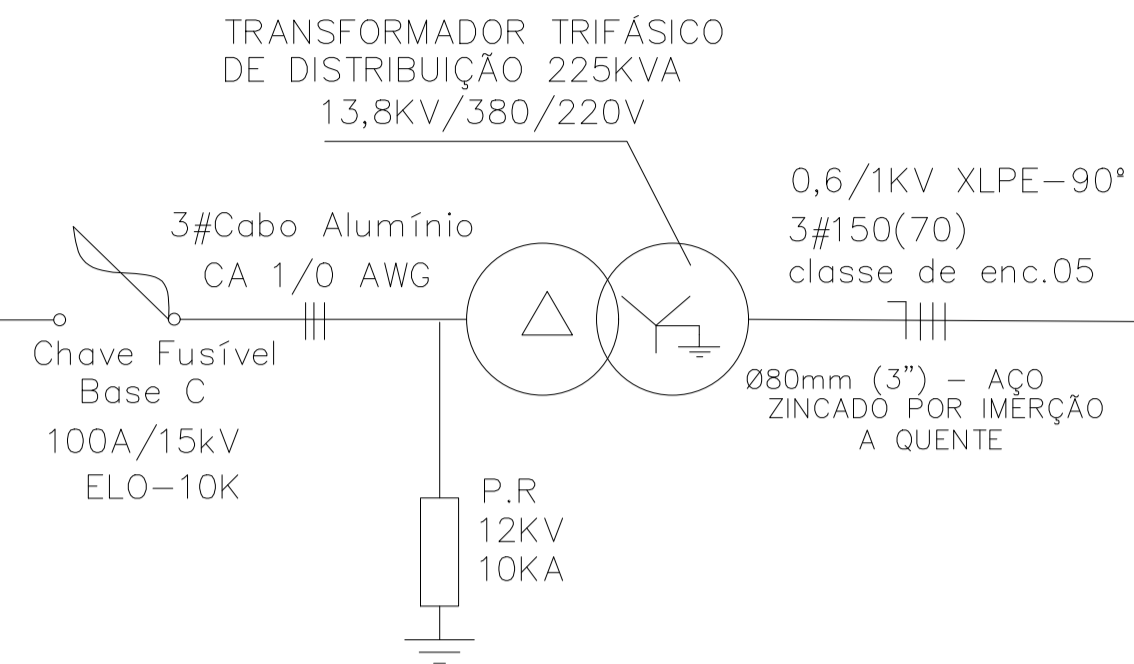 TRANSFORMADOR TRIFÁSICO
DE DISTRIBUIÇÃO 225KVA
13,8KV/380/220V
0,6/1KV XLPE-90º
3#150(70)
classe de enc.05
3#Cabo Alumínio
CA 1/0 AWG
Chave Fusível
Base C
100A/15kV
ELO-10K
Ø80mm (3") - AÇO
ZINCADO POR IMERÇÃO
A QUENTE
P.R
12KV
10KA